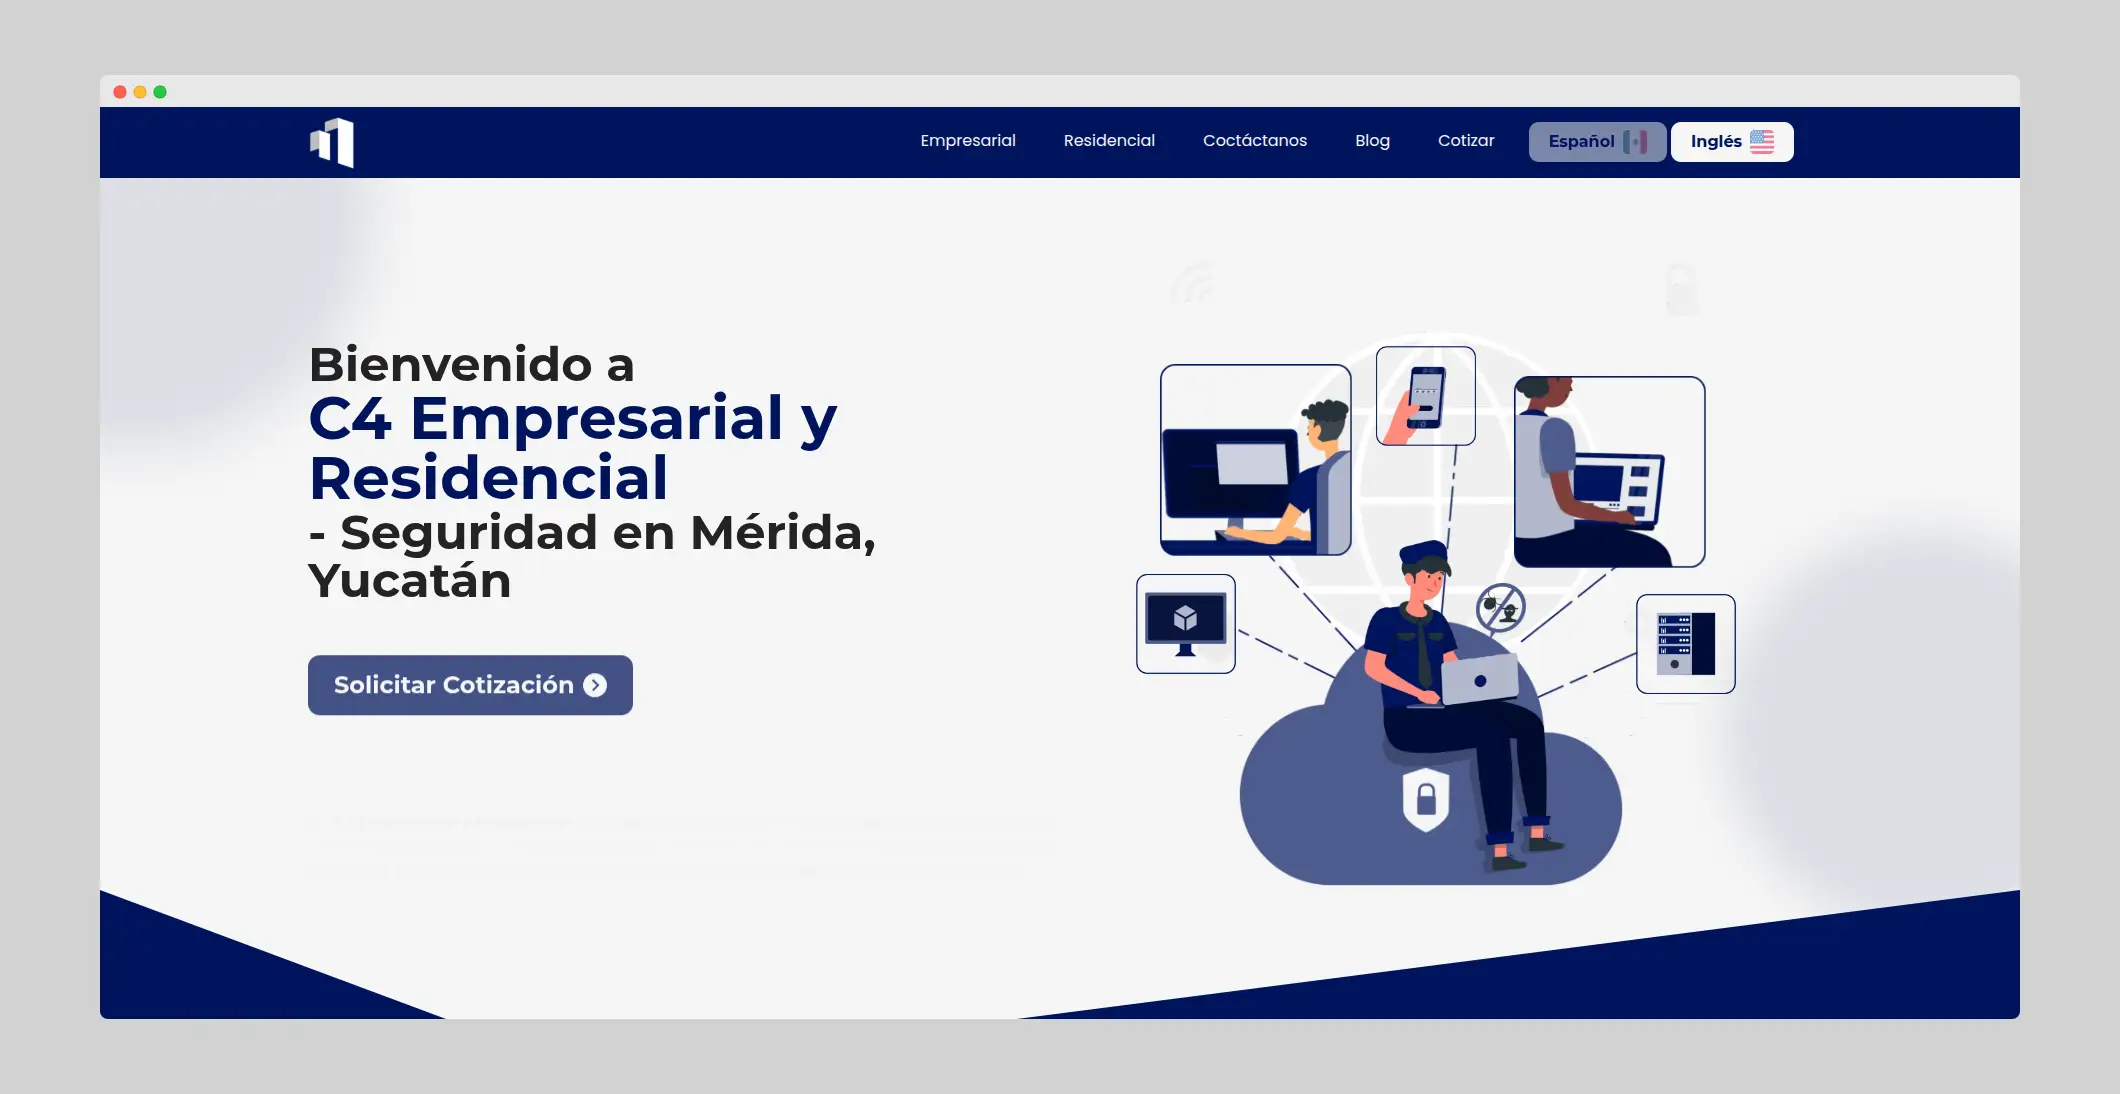 Empresarial
Residencial
Coctáctanos
Blog
Cotizar
Español
Inglés
Bienvenido a
C4 Empresarial y
Residencial
- Seguridad en Mérida,
Yucatán
Solicitar Cotización